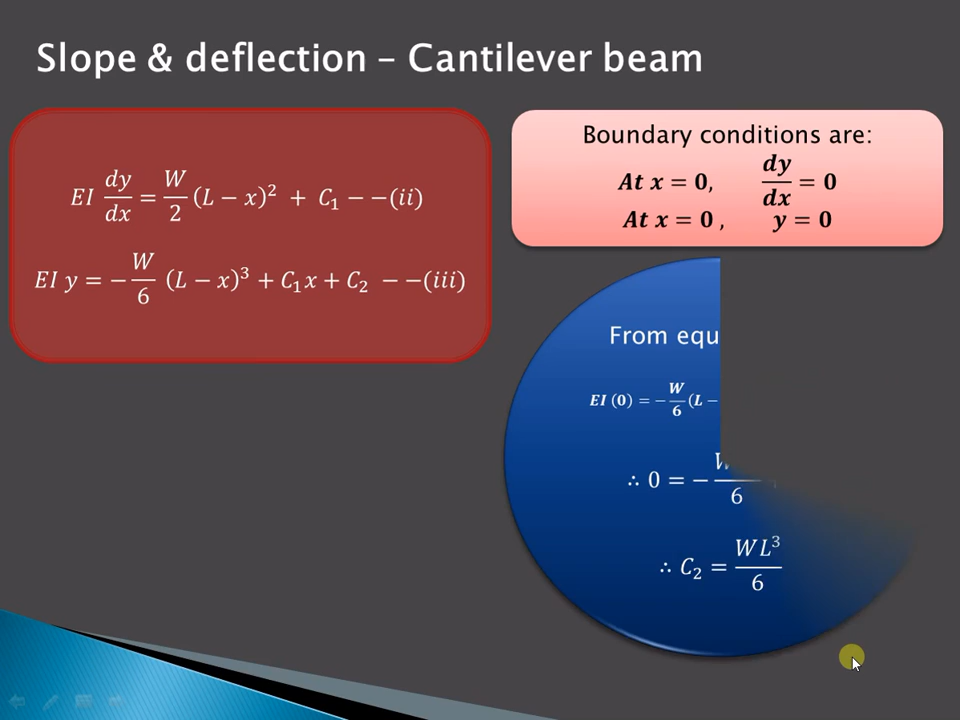 Slope & deflection – Cantilever beam
EI dy/dx = W/2 (L − x)² + C₁ − −(ii)
EI y = − W/6 (L − x)³ + C₁x + C₂ − −(iii)
Boundary conditions are:
At x = 0, dy/dx = 0
At x = 0 , y = 0
From
EI (0) = − W/6 (L −
∴ 0 = − 6
∴ C₂ = WL³/6